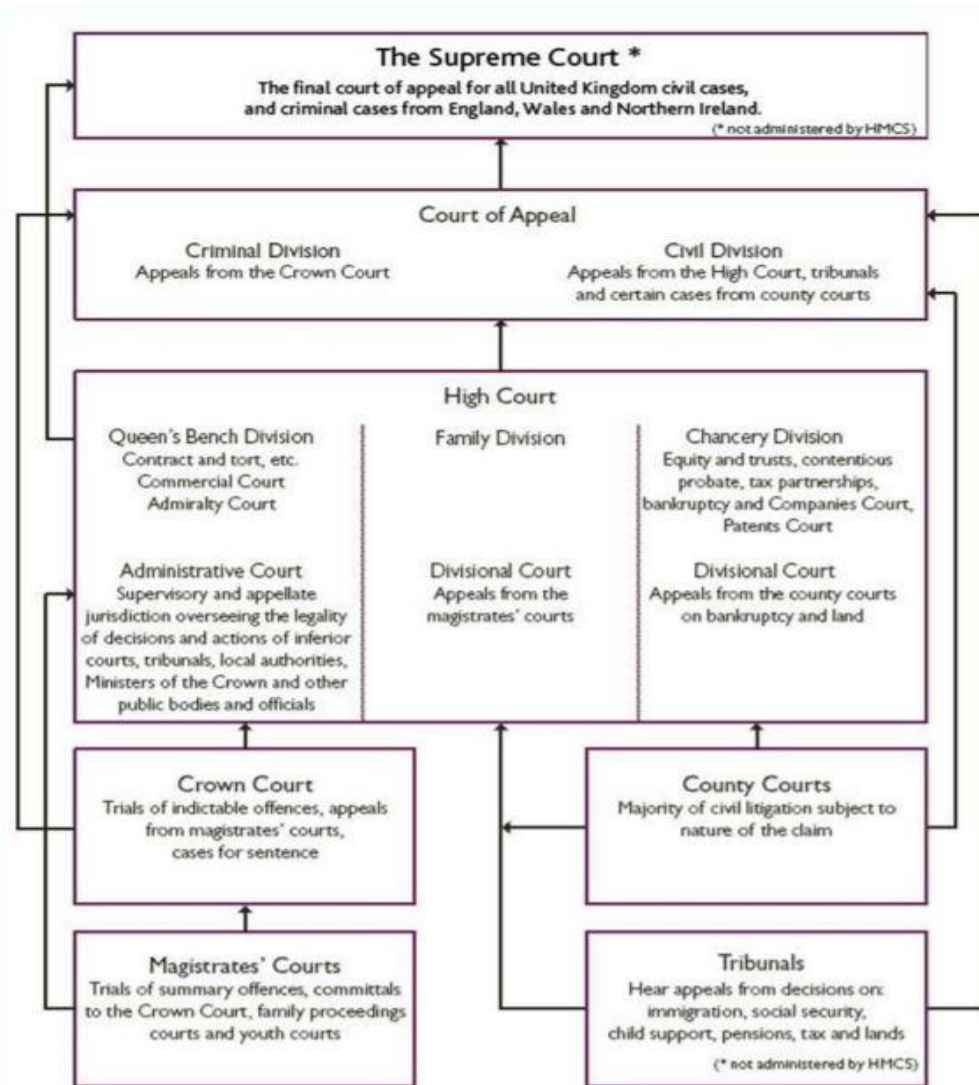 The Supreme Court *
The final court of appeal for all United Kingdom civil cases,
and criminal cases from England, Wales and Northern Ireland.
(* not administered by HMCS)
Court of Appeal
Criminal Division
Appeals from the Crown Court
Civil Division
Appeals from the High Court, tribunals
and certain cases from county courts
High Court
Queen's Bench Division
Contract and tort, etc.
Commercial Court
Admiralty Court
Administrative Court
Supervisory and appellate
jurisdiction overseeing the legality
of decisions and actions of inferior
courts, tribunals, local authorities,
Ministers of the Crown and other
public bodies and officials
Family Division
Divisional Court
Appeals from the
magistrates' courts
Chancery Division
Equity and trusts, contentious
probate, tax partnerships,
bankruptcy and Companies Court,
Patents Court
Divisional Court
Appeals from the county courts
on bankruptcy and land
Crown Court
Trials of indictable offences, appeals
from magistrates' courts,
cases for sentence
County Courts
Majority of civil litigation subject to
nature of the claim
Magistrates' Courts
Trials of summary offences, committals
to the Crown Court, family proceedings
courts and youth courts
Tribunals
Hear appeals from decisions on:
immigration, social security,
child support, pensions, tax and lands
(* not administered by HMCS)